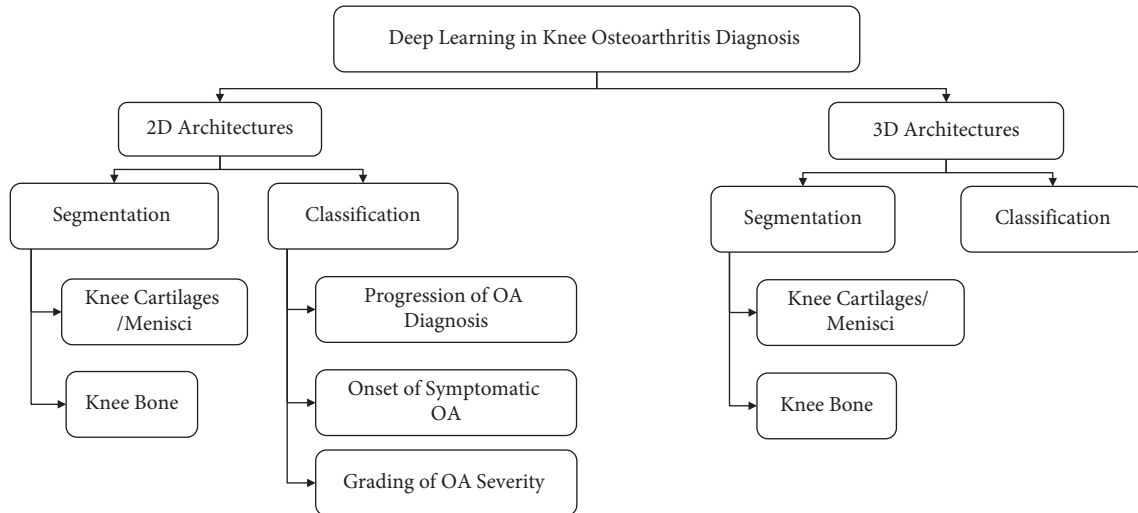 Deep Learning in Knee Osteoarthritis Diagnosis
2D Architectures
3D Architectures
Segmentation
Classification
Segmentation
Classification
Knee Cartilages
/Menisci
Progression of OA
Diagnosis
Knee Cartilages/
Menisci
Knee Bone
Onset of Symptomatic
OA
Knee Bone
Grading of OA Severity